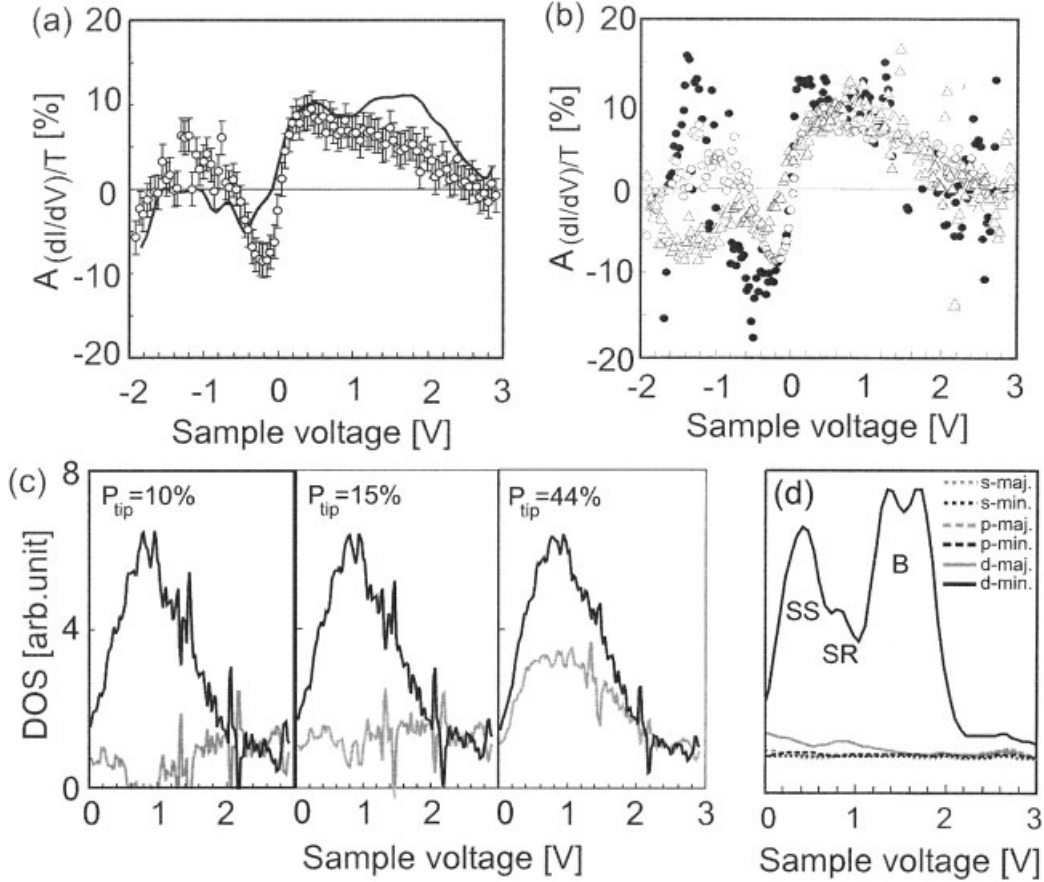 (a)
20
10
0
-10
-20
A(dI/dV)/T [%]
-2 -1 0 1 2 3
Sample voltage [V]
(b)
20
10
0
-10
-20
A(dI/dV)/T [%]
-2 -1 0 1 2 3
Sample voltage [V]
(c)
8
4
0
DOS [arb.unit]
Ptip=10%
Ptip=15%
Ptip=44%
0 1 2 0 1 2 0 1 2 3
Sample voltage [V]
(d)
s-maj.
s-min.
p-maj.
p-min.
d-maj.
d-min.
SS
SR
B
0 1 2 3
Sample voltage [V]